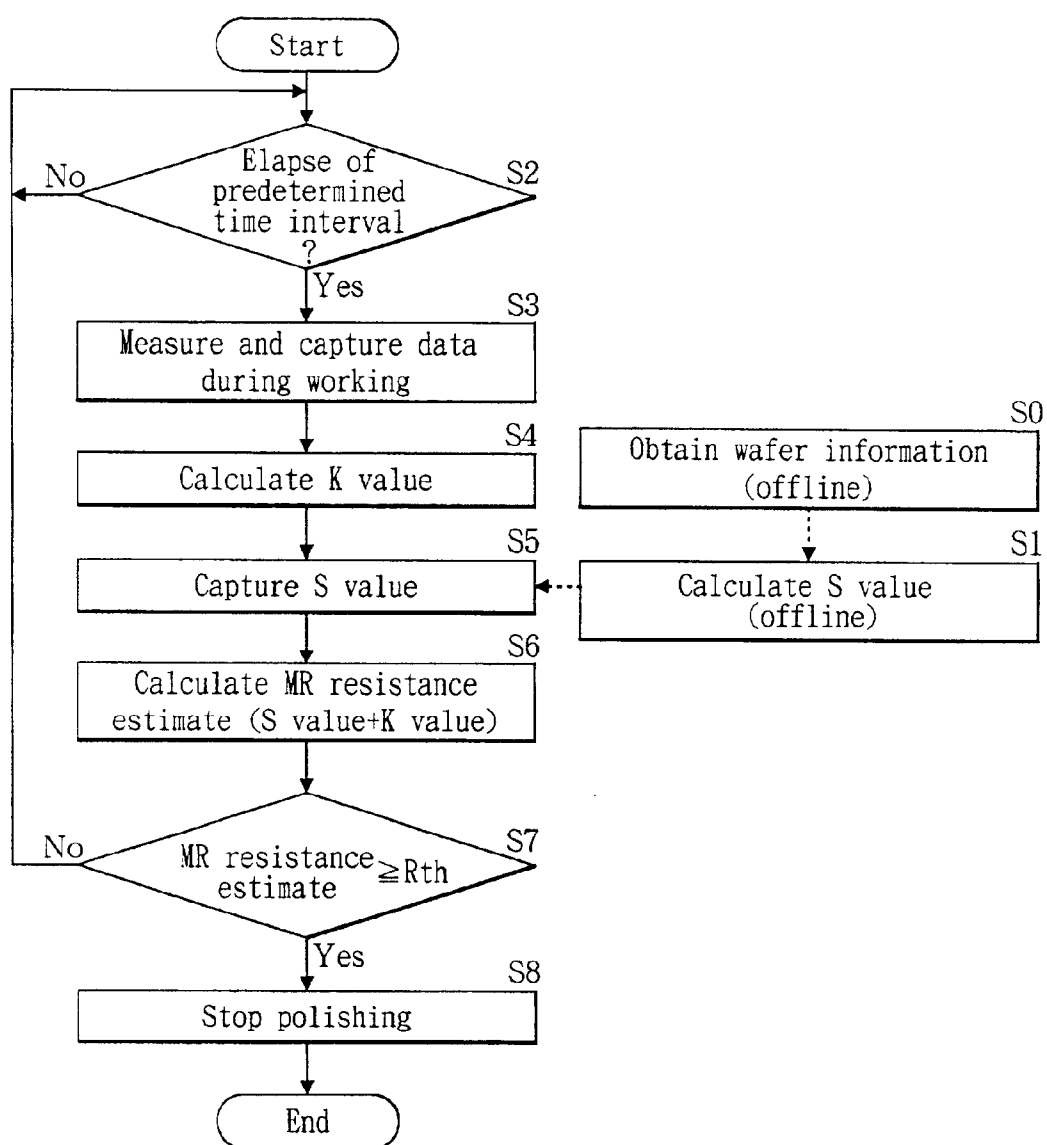 Start
No
Elapse of
predetermined
time interval
?
S2
Yes
S3
Measure and capture data
during working
S4
Calculate K value
S0
Obtain wafer information
(offline)
S5
Capture S value
S1
Calculate S value
(offline)
S6
Calculate MR resistance
estimate (S value+K value)
No
S7
MR resistance
estimate
≧Rth
Yes
S8
Stop polishing
End